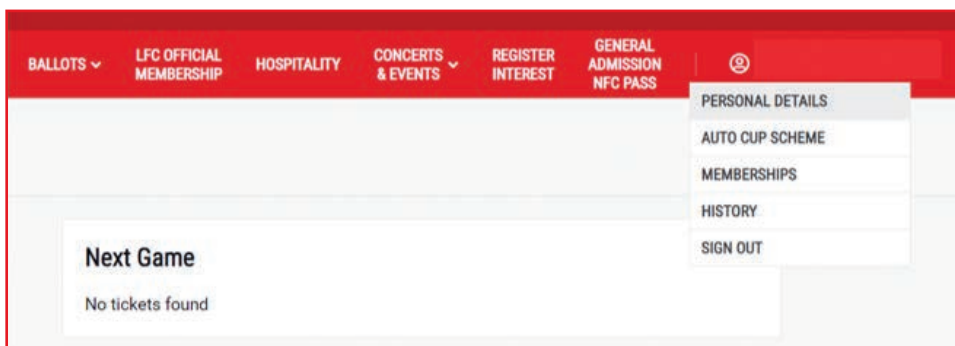 BALLOTS
LFC OFFICIAL
MEMBERSHIP
HOSPITALITY
CONCERTS
& EVENTS
REGISTER
INTEREST
GENERAL
ADMISSION
NFC PASS
PERSONAL DETAILS
AUTO CUP SCHEME
MEMBERSHIPS
HISTORY
SIGN OUT
Next Game
No tickets found